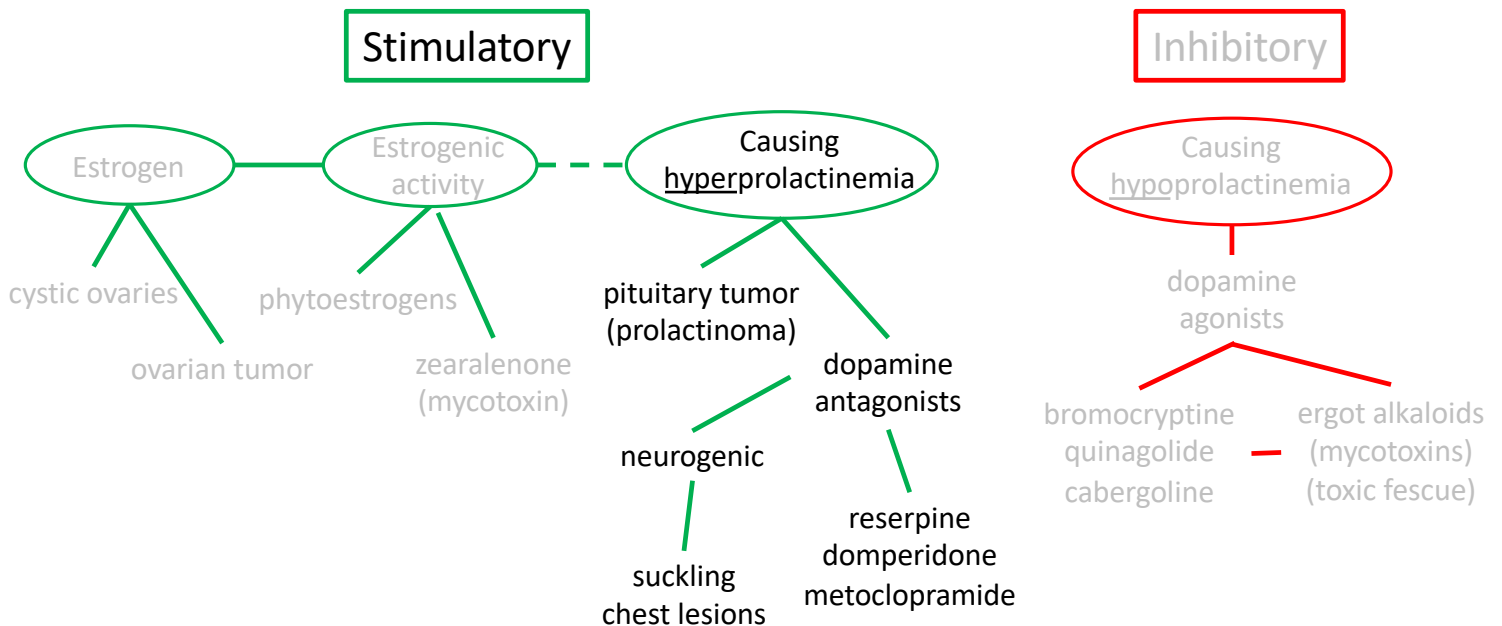 Stimulatory
Inhibitory
Estrogen
Estrogenic
activity
Causing
hyperprolactinemia
Causing
hypoprolactinemia
cystic ovaries
ovarian tumor
phytoestrogens
zearalenone
(mycotoxin)
pituitary tumor
(prolactinoma)
dopamine
antagonists
neurogenic
suckling
chest lesions
reserpine
domperidone
metoclopramide
dopamine
agonists
bromocryptine
quinagolide
cabergoline
ergot alkaloids
(mycotoxins)
(toxic fescue)